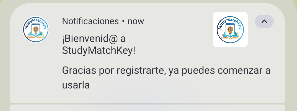 Notificaciones • now
¡Bienvenid@ a
StudyMatchKey!
Gracias por registrarte, ya puedes comenzar a
usarla